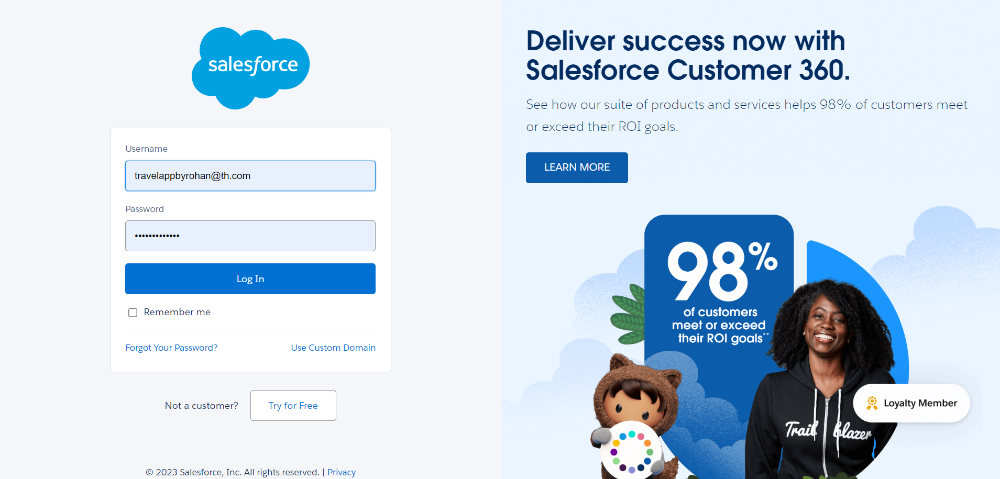 salesforce
Username
travelappbyrohan@th.com
Password
•••••••••••••
Log In
Remember me
Forgot Your Password?
Use Custom Domain
Not a customer?
Try for Free
© 2023 Salesforce, Inc. All rights reserved. | Privacy
Deliver success now with
Salesforce Customer 360.
See how our suite of products and services helps 98% of customers meet
or exceed their ROI goals.
LEARN MORE
98%
of customers
meet or exceed
their ROI goals**
Loyalty Member
Trail blazer